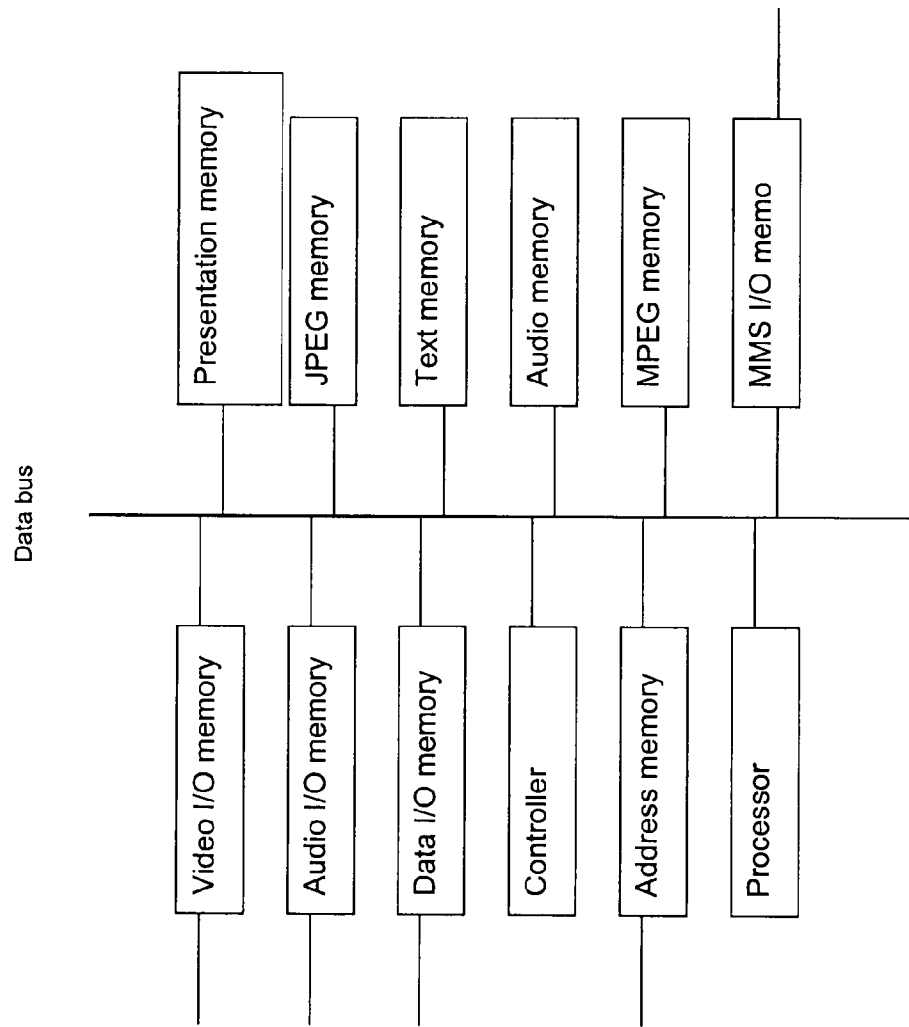 Data bus
Presentation memory
JPEG memory
Text memory
Audio memory
MPEG memory
MMS I/O memo
Video I/O memory
Audio I/O memory
Data I/O memory
Controller
Address memory
Processor